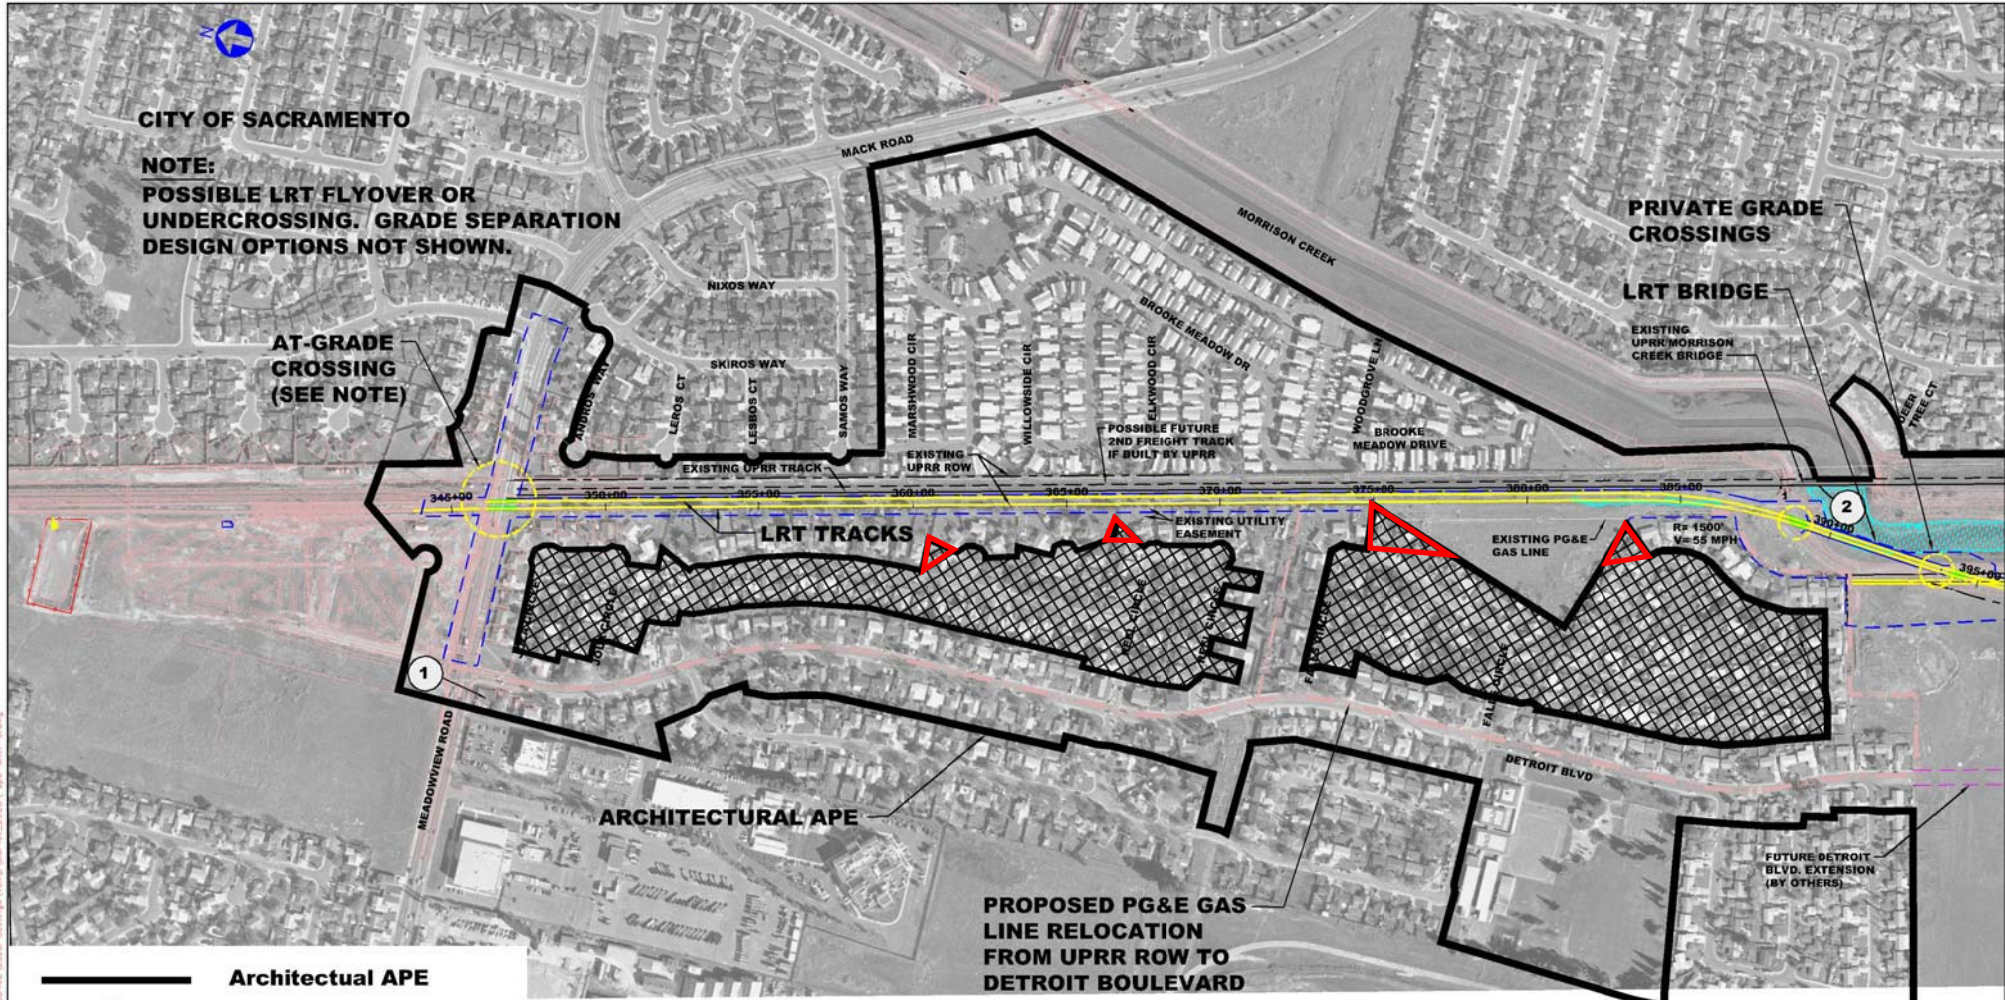 N
CITY OF SACRAMENTO
NOTE:
POSSIBLE LRT FLYOVER OR
UNDERCROSSING. GRADE SEPARATION
DESIGN OPTIONS NOT SHOWN.
MACK ROAD
MORRISON CREEK
PRIVATE GRADE
CROSSINGS
LRT BRIDGE
EXISTING
UPRR/MORRISON
CREEK BRIDGE
NIXOS WAY
SKIROS WAY
BROOKE MEADOW DR
AT-GRADE
CROSSING
(SEE NOTE)
ANDROS WAY
LEROS CT
LESBOS CT
SAMOS WAY
MARSHWOOD CIR
WILLOWSIDE CIR
ELKWOOD CIR
WOODGROVE LN
BROOKE
MEADOW DRIVE
DEER
TREE CT
POSSIBLE FUTURE
2ND FREIGHT TRACK
IF BUILT BY UPRR
EXISTING
UPRR ROW
EXISTING UPRR TRACK
345+00
350+00
355+00
360+00
365+00
370+00
375+00
380+00
385+00
390+00
395+00
2
LRT TRACKS
EXISTING UTILITY
EASEMENT
EXISTING PG&E
GAS LINE
R= 1500'
V= 55 MPH
1
MEADOWVIEW ROAD
DETROIT BLVD
ARCHITECTURAL APE
PROPOSED PG&E GAS
LINE RELOCATION
FROM UPRR ROW TO
DETROIT BOULEVARD
FUTURE DETROIT
BLVD. EXTENSION
(BY OTHERS)
Architectual APE